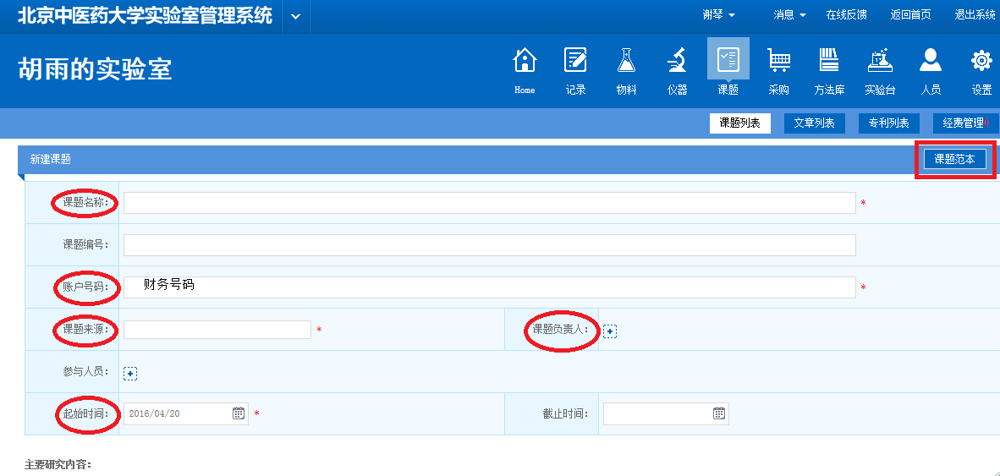 北京中医药大学实验室管理系统 谢琴 消息 在线反馈 返回首页 退出系统
胡雨的实验室
Home 记录 物料 仪器 课题 采购 方法库 实验台 人员 设置
课题列表 文章列表 专利列表 经费管理0
新建课题 课题范本
课题名称： *
课题编号：
账户号码： 财务号码 *
课题来源： * 课题负责人：
参与人员：
起始时间： 2016/04/20 * 截止时间：
主要研究内容：